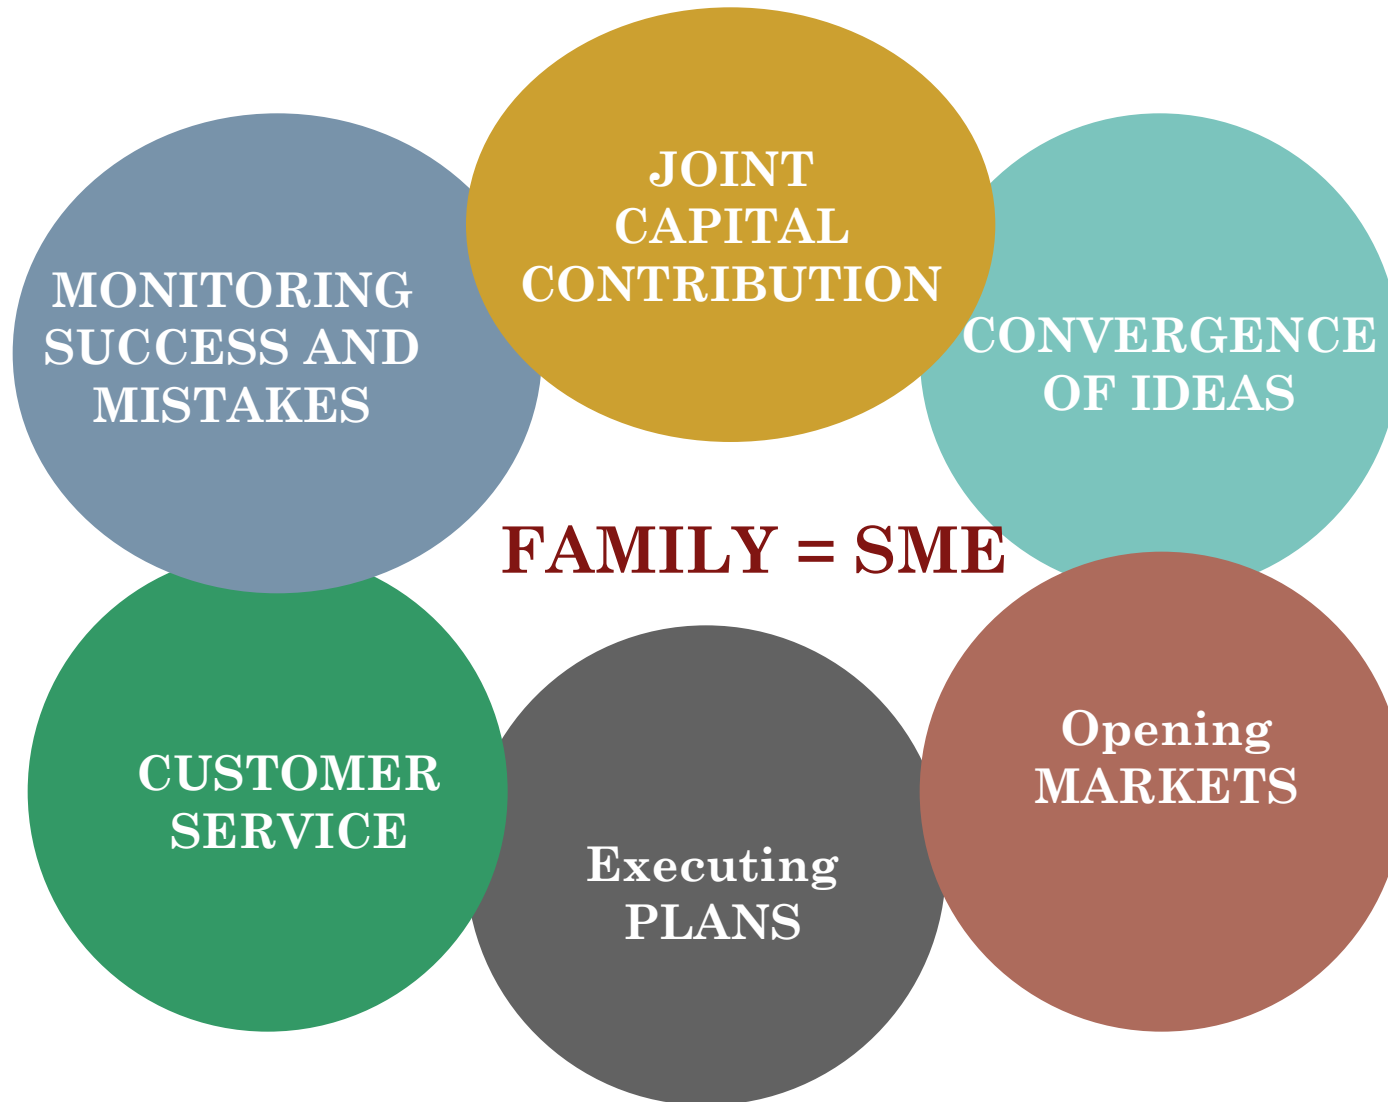 JOINT
CAPITAL
CONTRIBUTION
MONITORING
SUCCESS AND
MISTAKES
CONVERGENCE
OF IDEAS
FAMILY = SME
Opening
MARKETS
CUSTOMER
SERVICE
Executing
PLANS